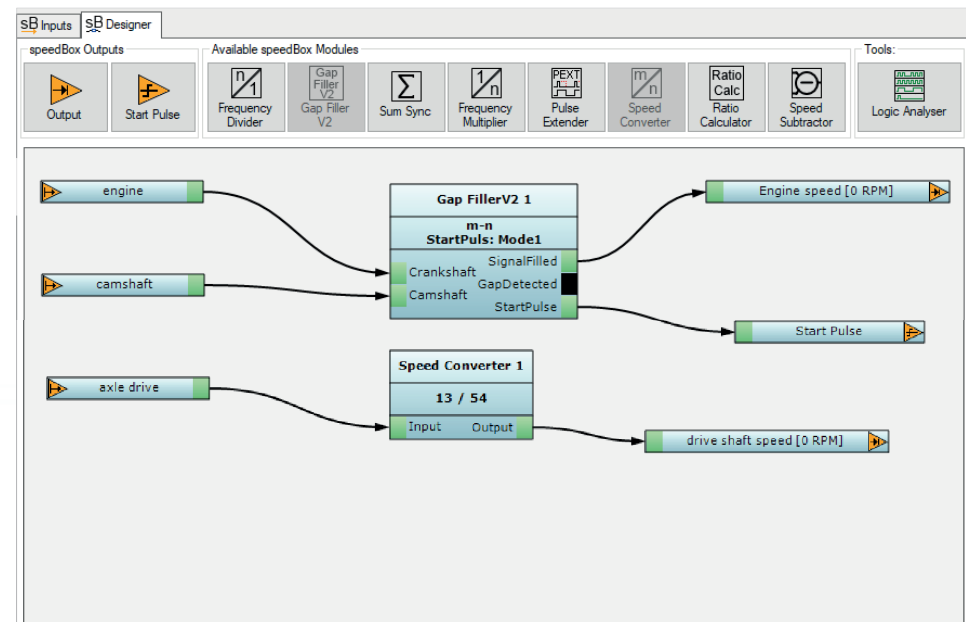 sB Inputs
sB Designer
speedBox Outputs
Available speedBox Modules
Tools:
Output
Start Pulse
n/1
Frequency
Divider
Gap
Filler
V2
Gap Filler
V2
Σ
Sum Sync
1/n
Frequency
Multiplier
PEXT
Pulse
Extender
m/n
Speed
Converter
Ratio
Calc
Ratio
Calculator
Speed
Subtractor
Logic Analyser
engine
camshaft
axle drive
Gap FillerV2 1
m-n
StartPuls: Mode1
SignalFilled
Crankshaft
GapDetected
Camshaft
StartPulse
Engine speed [0 RPM]
Start Pulse
Speed Converter 1
13 / 54
Input Output
drive shaft speed [0 RPM]